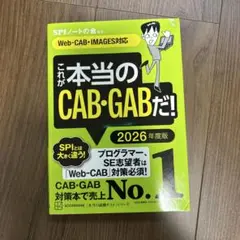 SPIノートの会 編著
Web-CAB・IMAGES対応
これが
本当の
CAB・GABだ!
2026年度版
SPIとは
大きく違う!
プログラマー、
SE志望者は
「Web-CAB」対策必須!
CAB・GAB
対策本で売上
No.1